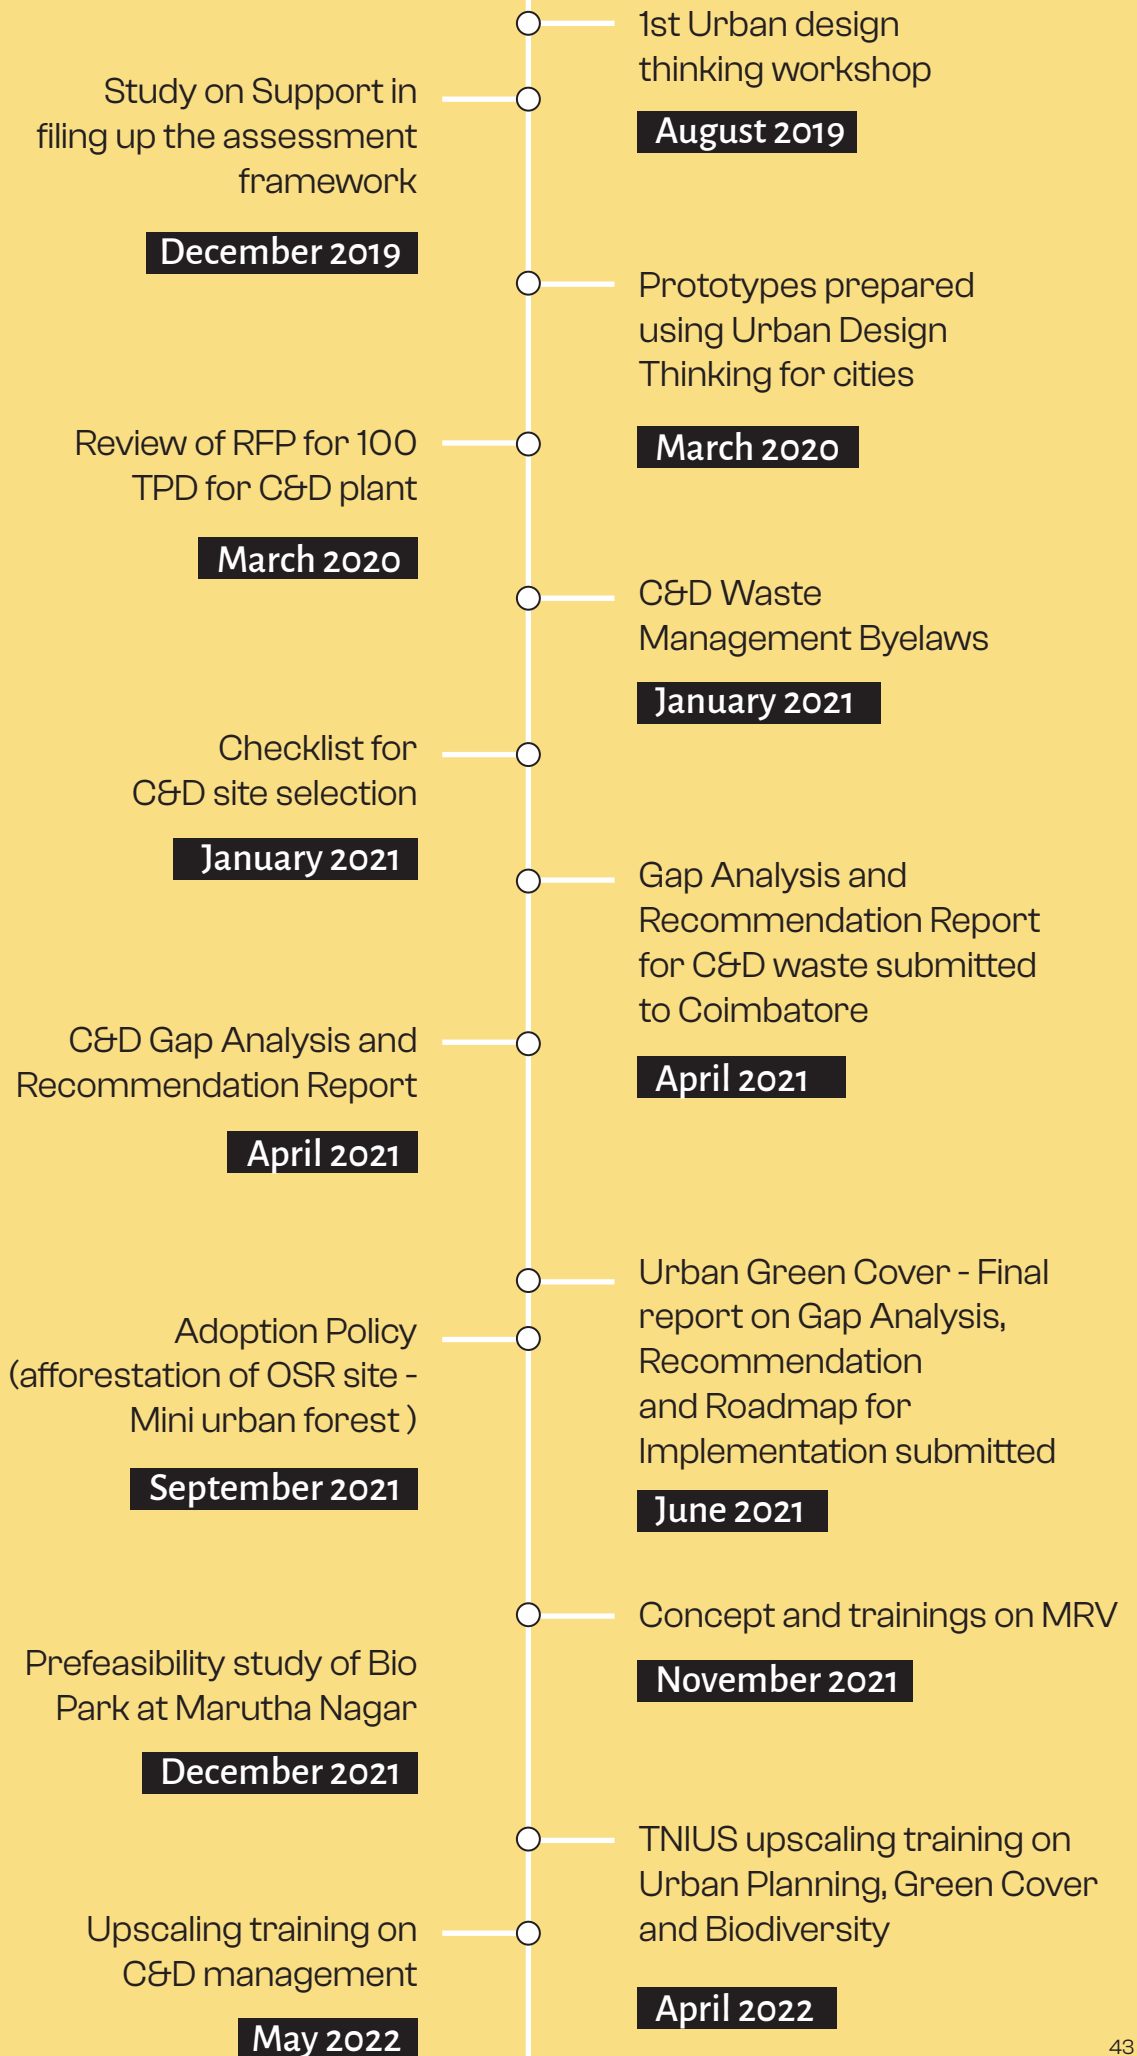 1st Urban design
thinking workshop
August 2019
Study on Support in
filing up the assessment
framework
December 2019
Prototypes prepared
using Urban Design
Thinking for cities
March 2020
Review of RFP for 100
TPD for C&D plant
March 2020
C&D Waste
Management Byelaws
January 2021
Checklist for
C&D site selection
January 2021
Gap Analysis and
Recommendation Report
for C&D waste submitted
to Coimbatore
April 2021
C&D Gap Analysis and
Recommendation Report
April 2021
Urban Green Cover - Final
report on Gap Analysis,
Recommendation
and Roadmap for
Implementation submitted
June 2021
Adoption Policy
(afforestation of OSR site -
Mini urban forest )
September 2021
Concept and trainings on MRV
November 2021
Prefeasibility study of Bio
Park at Marutha Nagar
December 2021
TNIUS upscaling training on
Urban Planning, Green Cover
and Biodiversity
April 2022
Upscaling training on
C&D management
May 2022
43